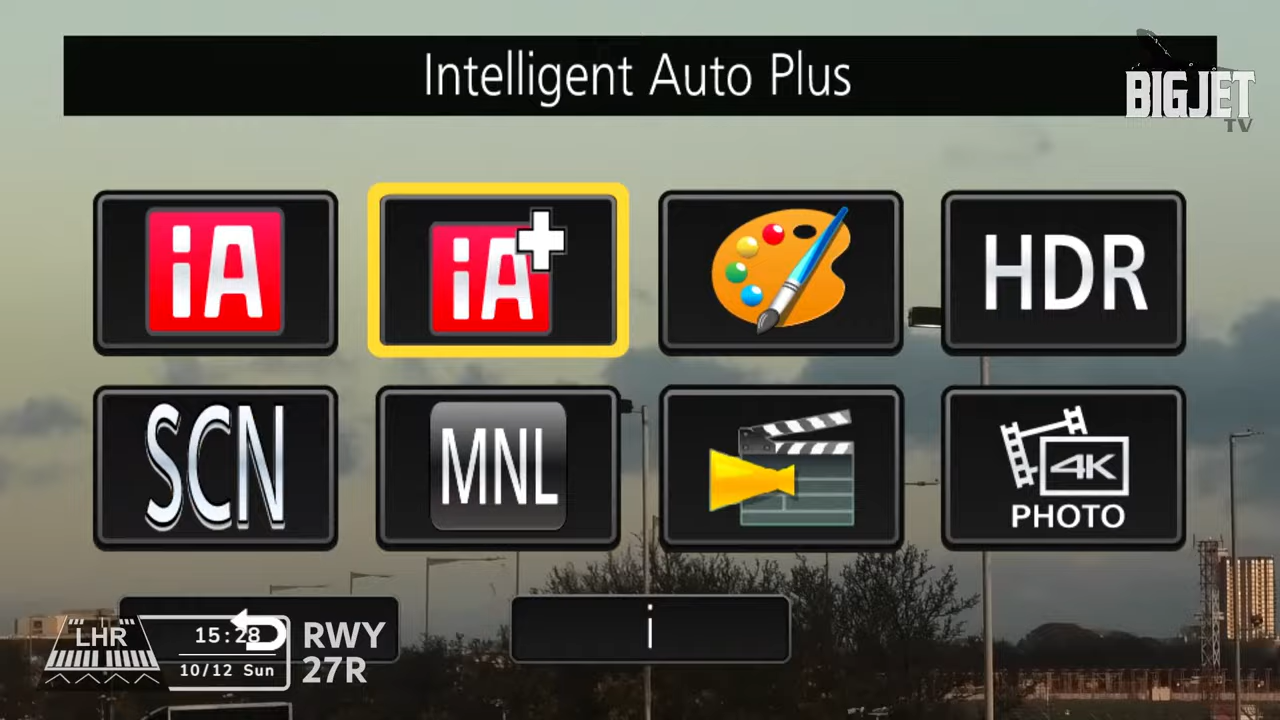 Intelligent Auto Plus
BIGJET
TV
iA
iA+
HDR
SCN
MNL
4K
PHOTO
LHR
15:28
10/12 Sun
RWY
27R
i